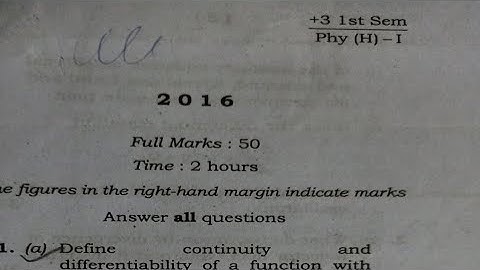 +3 1st Sem
Phy (H) – I
2016
Full Marks : 50
Time : 2 hours
figures in the right-hand margin indicate marks
Answer all questions
1. (a) Define continuity and
differentiability of a function with